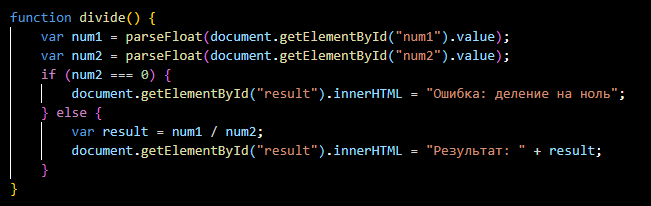 function divide() {
var num1 = parseFloat(document.getElementById("num1").value);
var num2 = parseFloat(document.getElementById("num2").value);
if (num2 === 0) {
document.getElementById("result").innerHTML = "Ошибка: деление на ноль";
} else {
var result = num1 / num2;
document.getElementById("result").innerHTML = "Результат: " + result;
}
}